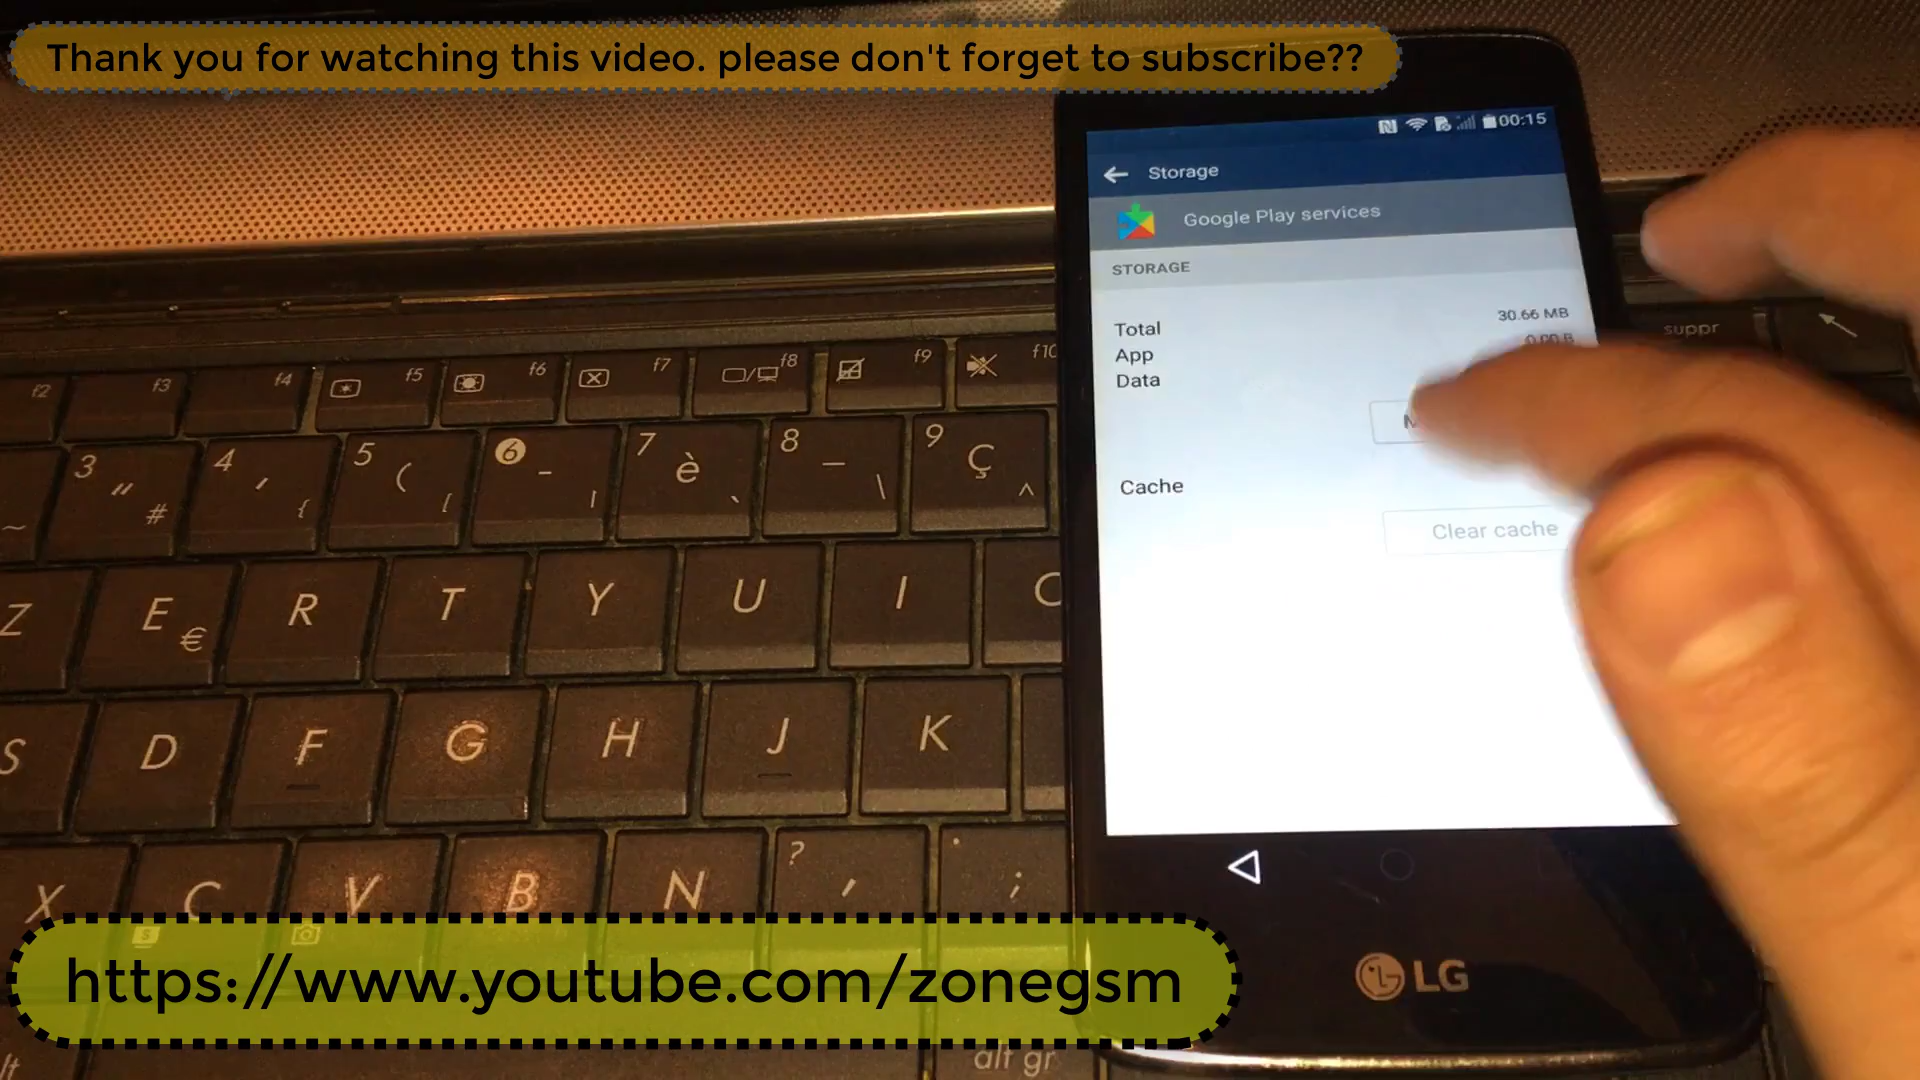 Thank you for watching this video. please don't forget to subscribe??
00:15
Storage
Google Play services
STORAGE
Total 30.66 MB
App 0.00 B
Data
Cache
Clear cache
LG
suppr
f2 f3 f4 f5 f6 f7 f8 f9 f10
3 " # 4 ' { 5 ( [ 6 - | 7 è ` 8 _ \ 9 Ç ^
Z E € R T Y U I O
S D F G H J K
X C V B N ? , . ;
alt gr
https://www.youtube.com/zonegsm